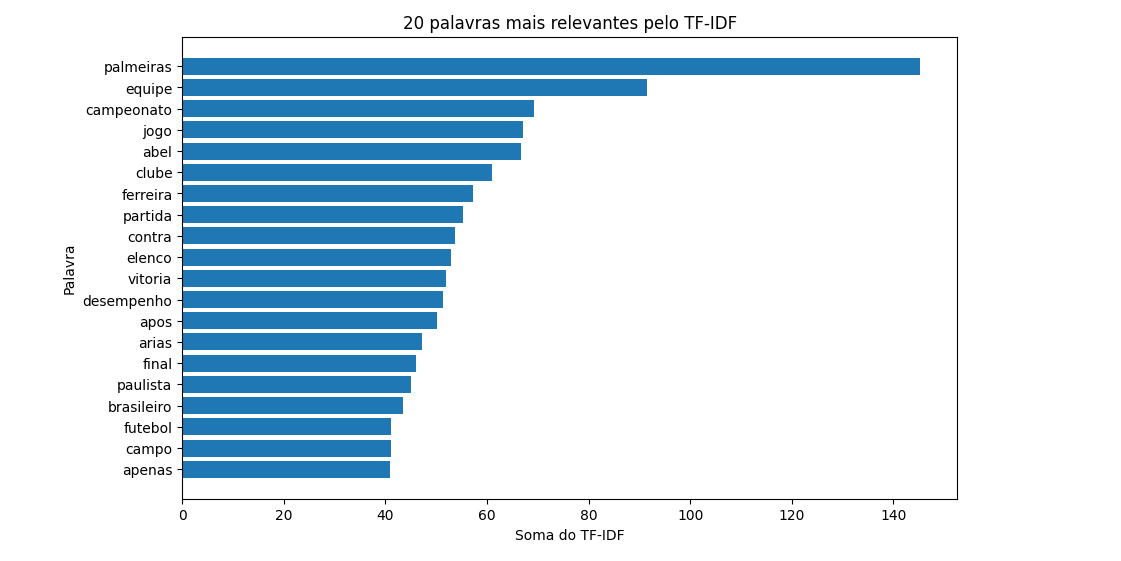 20 palavras mais relevantes pelo TF-IDF
palmeiras
equipe
campeonato
jogo
abel
clube
ferreira
partida
contra
elenco
vitoria
desempenho
apos
arias
final
paulista
brasileiro
futebol
campo
apenas
Palavra
0 20 40 60 80 100 120 140
Soma do TF-IDF